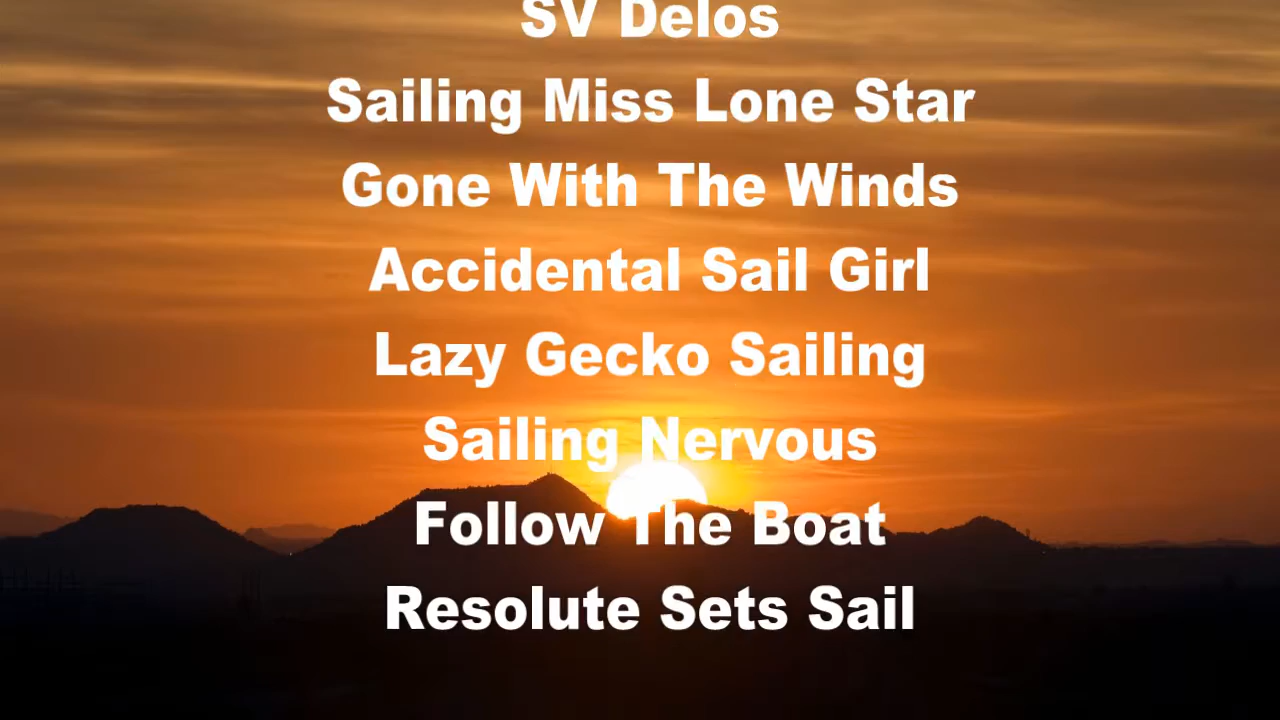 SV Delos
Sailing Miss Lone Star
Gone With The Winds
Accidental Sail Girl
Lazy Gecko Sailing
Sailing Nervous
Follow The Boat
Resolute Sets Sail